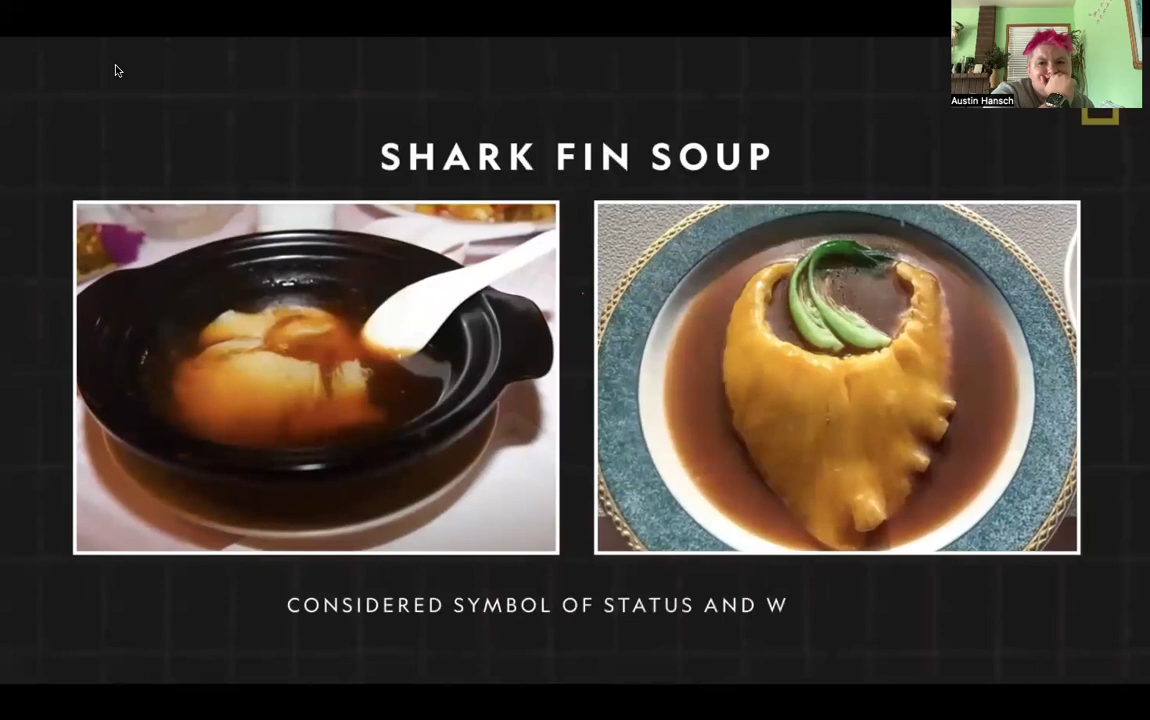 Austin Hansch
SHARK FIN SOUP
CONSIDERED SYMBOL OF STATUS AND W